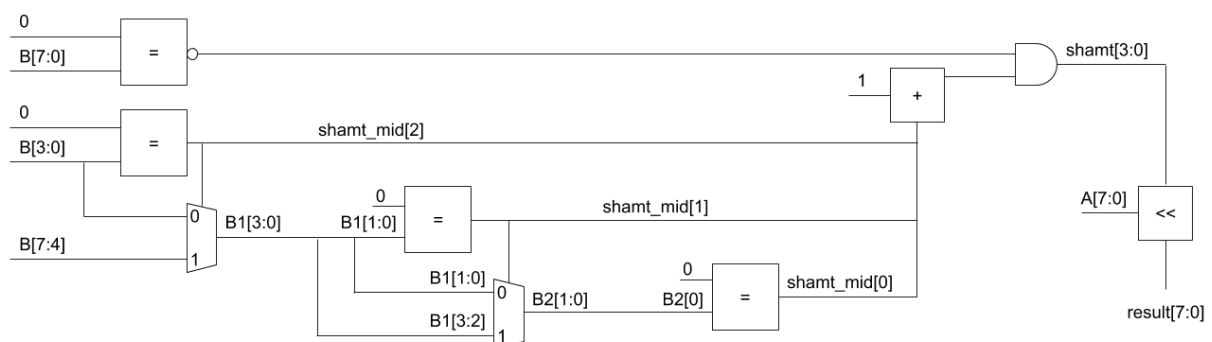 0
B[7:0]
=
shamt[3:0]
1
+
0
B[3:0]
=
shamt_mid[2]
0
B1[3:0]
B1[1:0]
=
shamt_mid[1]
A[7:0]
<<
0
B[7:4]
1
B1[1:0]
0
B2[1:0]
0
B2[0]
=
shamt_mid[0]
B1[3:2]
1
result[7:0]